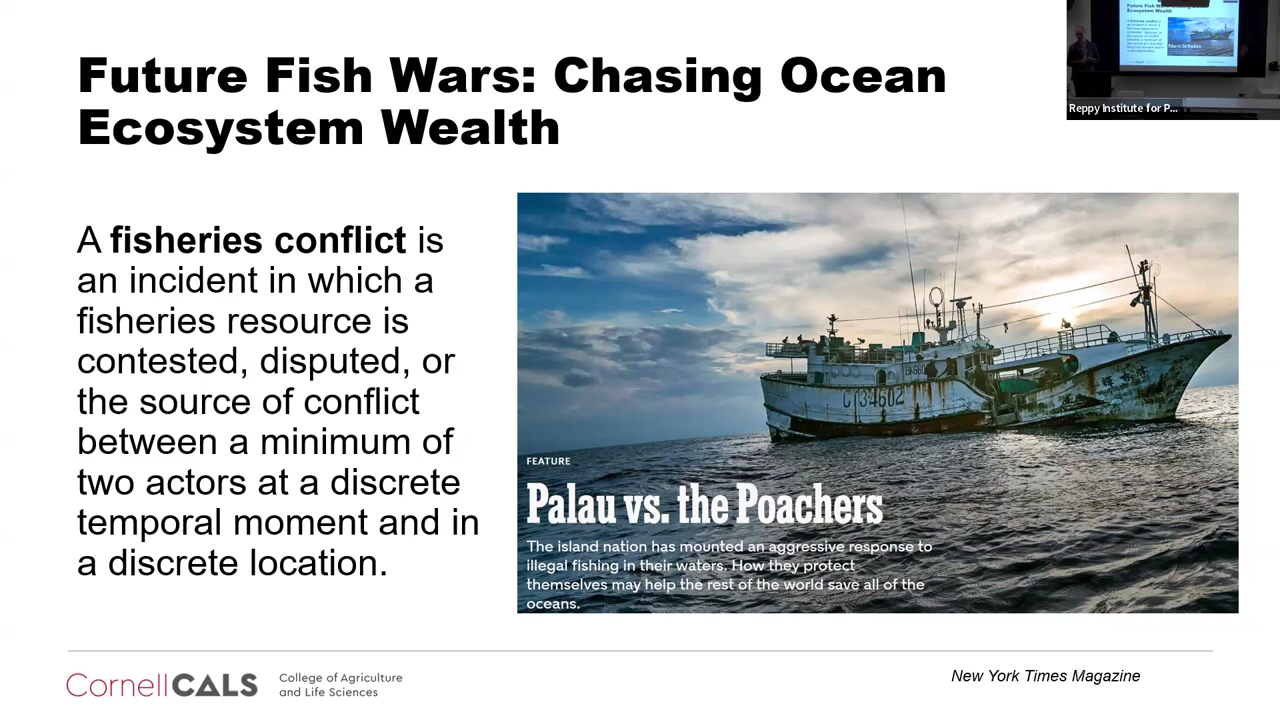 Future Fish Wars: Chasing Ocean
Ecosystem Wealth
Reppy Institute for P...
A fisheries conflict is
an incident in which a
fisheries resource is
contested, disputed, or
the source of conflict
between a minimum of
two actors at a discrete
temporal moment and in
a discrete location.
CT34602
FEATURE
Palau vs. the Poachers
The island nation has mounted an aggressive response to
illegal fishing in their waters. How they protect
themselves may help the rest of the world save all of the
oceans.
CornellCALS
College of Agriculture
and Life Sciences
New York Times Magazine